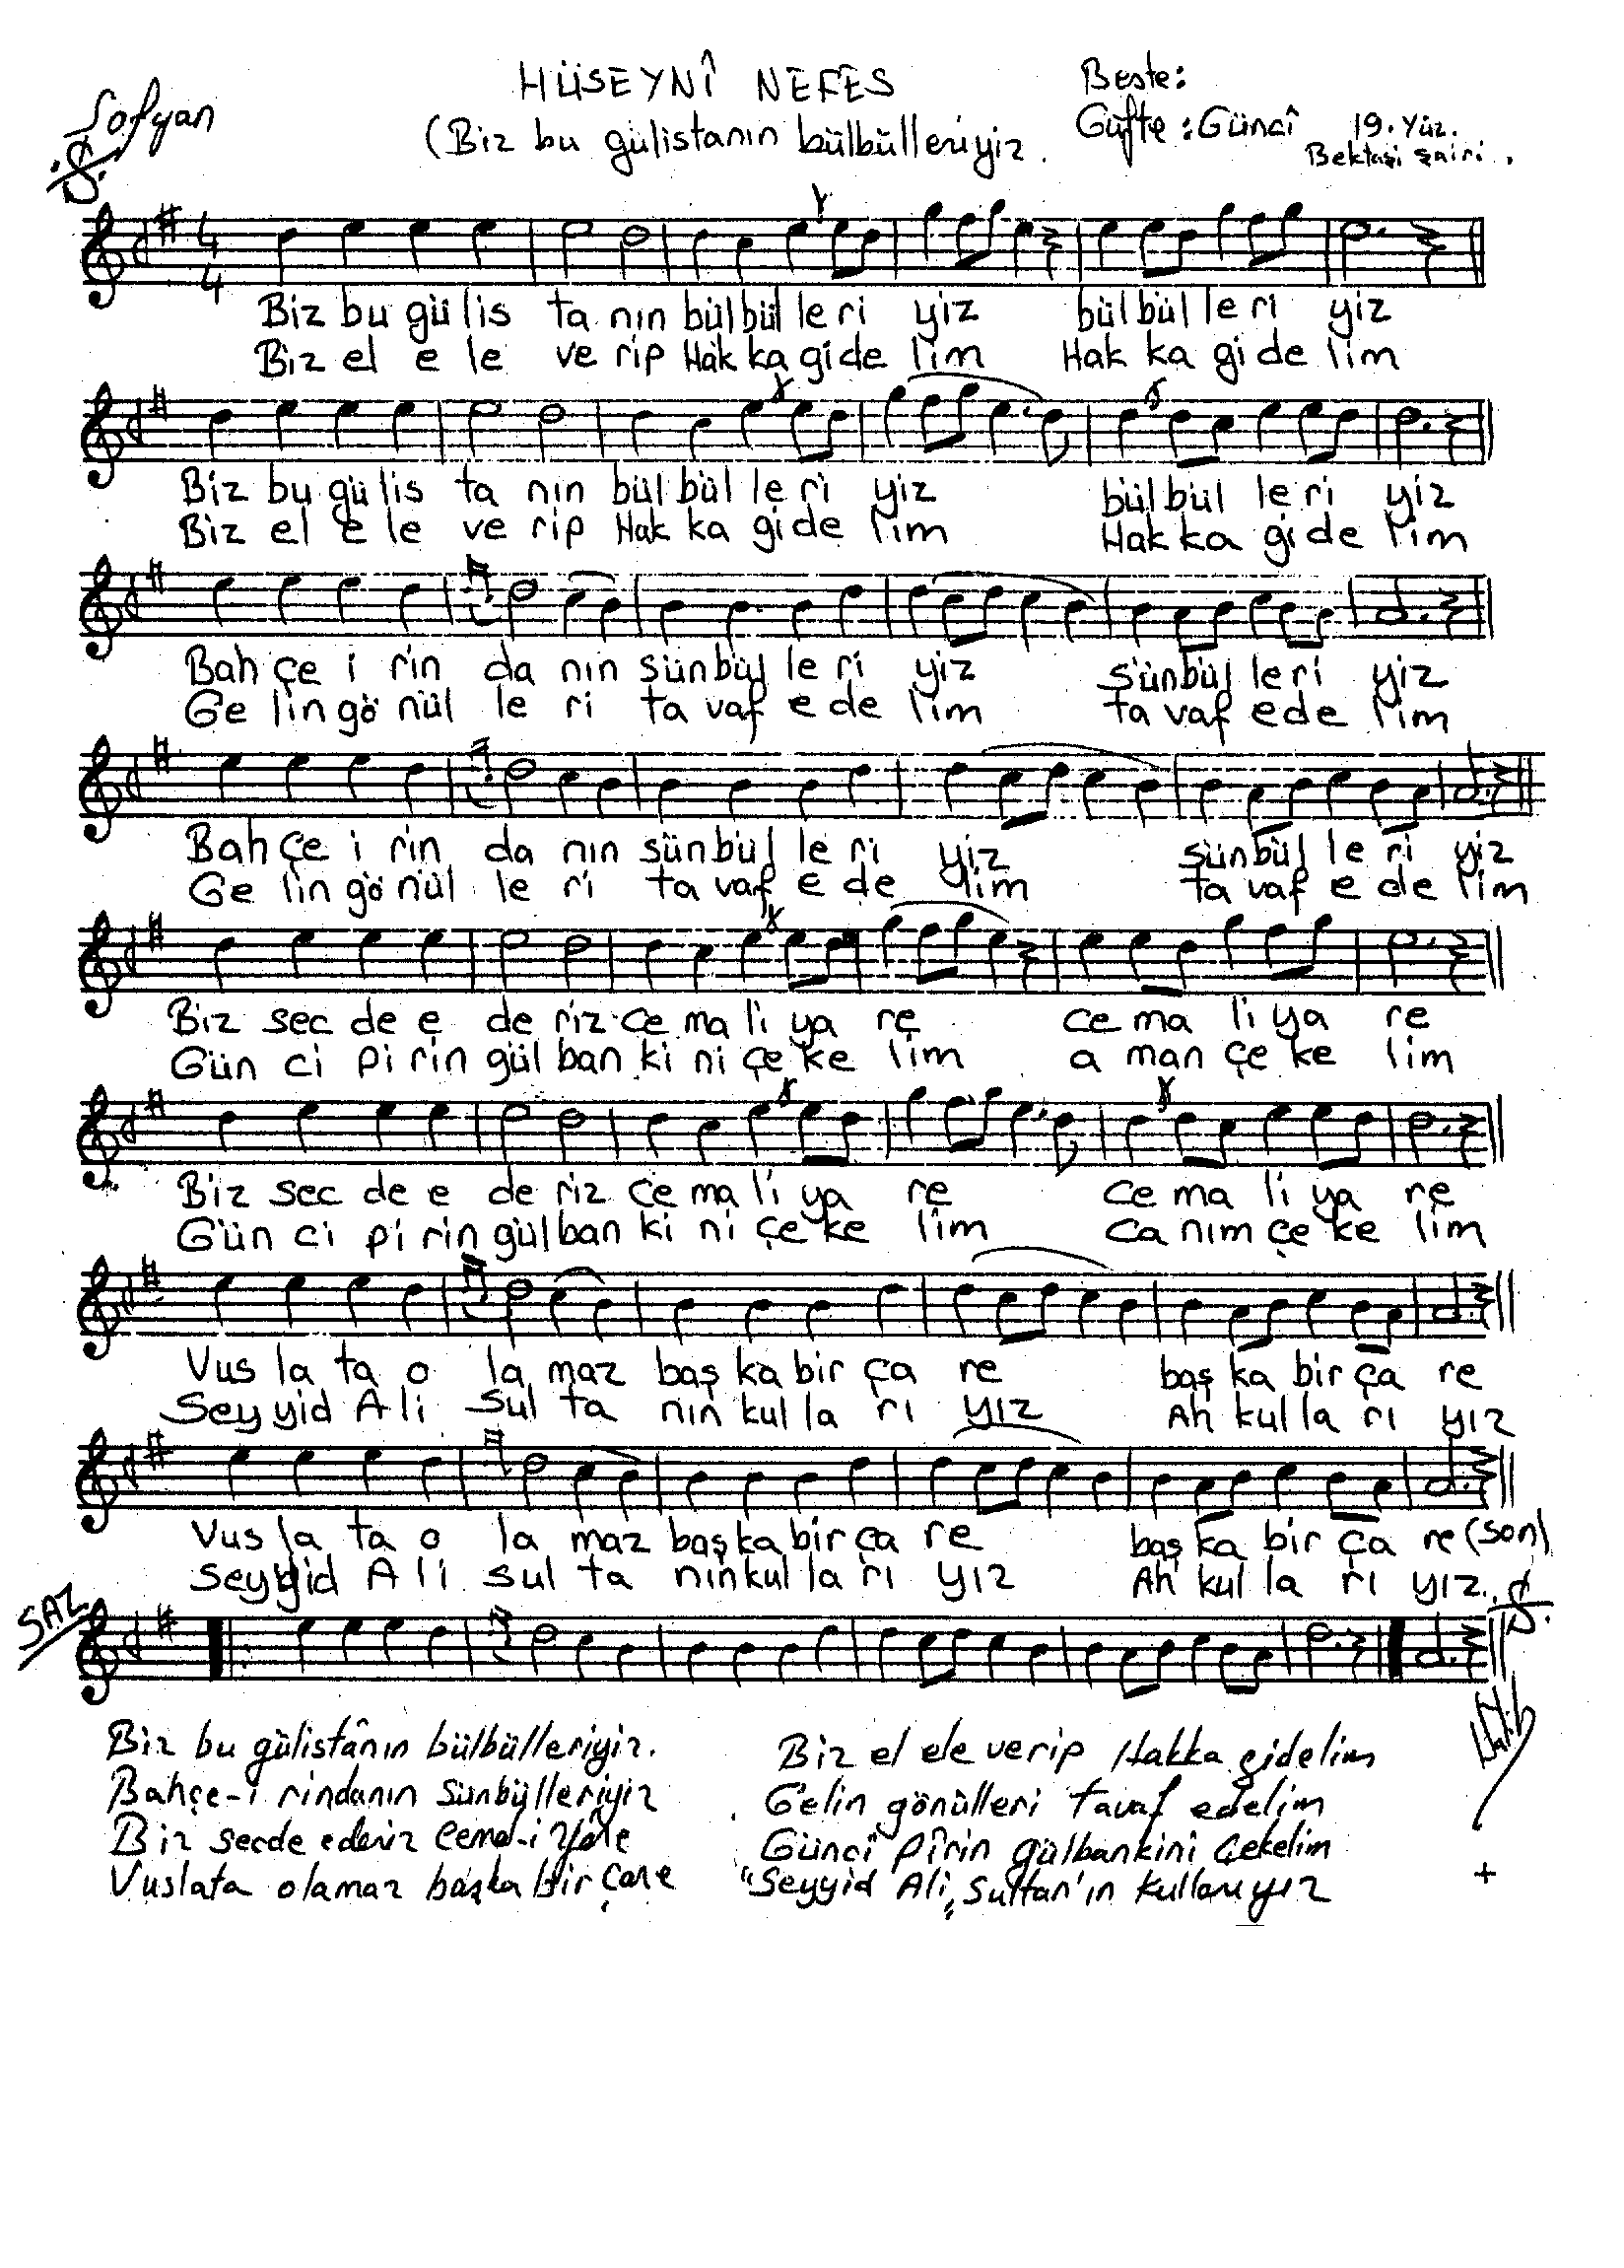 HÜSEYNÎ NEFES
Beste:
Sofyan
(Biz bu gülistanın bülbülleriyiz.
Güfte: Güncî 19. Yüz.
Bektaşi şairi.
4
4
Biz bu gü lis ta nın bül bül le ri yiz bül bül le ri yiz
Biz el e le ve rip Hak ka gi de lim Hak ka gi de lim
Biz bu gü lis ta nın bül bül le ri yiz bül bül le ri yiz
Biz el e le ve rip Hak ka gi de lim Hak ka gi de lim
Bah çe i rin da nın sün bül le ri yiz sün bül le ri yiz
Ge lin gö nül le ri ta vaf e de lim ta vaf e de lim
Bah çe i rin da nın sün bül le ri yiz sün bül le ri yiz
Ge lin gö nül le ri ta vaf e de lim ta vaf e de lim
Biz sec de e de riz ce ma li ya re ce ma li ya re
Gün ci pi rin gül ban ki ni çe ke lim a man çe ke lim
Biz sec de e de riz ce ma li ya re ce ma li ya re
Gün ci pi rin gül ban ki ni çe ke lim ca nım çe ke lim
Vus la ta o la maz baş ka bir ça re baş ka bir ça re
Sey yid A li sul ta nın kul la rı yız Ah kul la rı yız
Vus la ta o la maz baş ka bir ça re baş ka bir ça re (son)
Sey yid A li sul ta nın kul la rı yız Ah kul la rı yız.
SAZ
Biz bu gülistânın bülbülleriyiz.
Bahçe-i rindanın sünbülleriyiz
Biz secde ederiz Cemal-i Yâre
Vuslata olamaz başka bir çare
Biz el ele verip Hakka gidelim
Gelin gönülleri tavaf edelim
Güncî Pîrin gülbankini çekelim
"Seyyid Ali" Sultan'ın kullarıyız